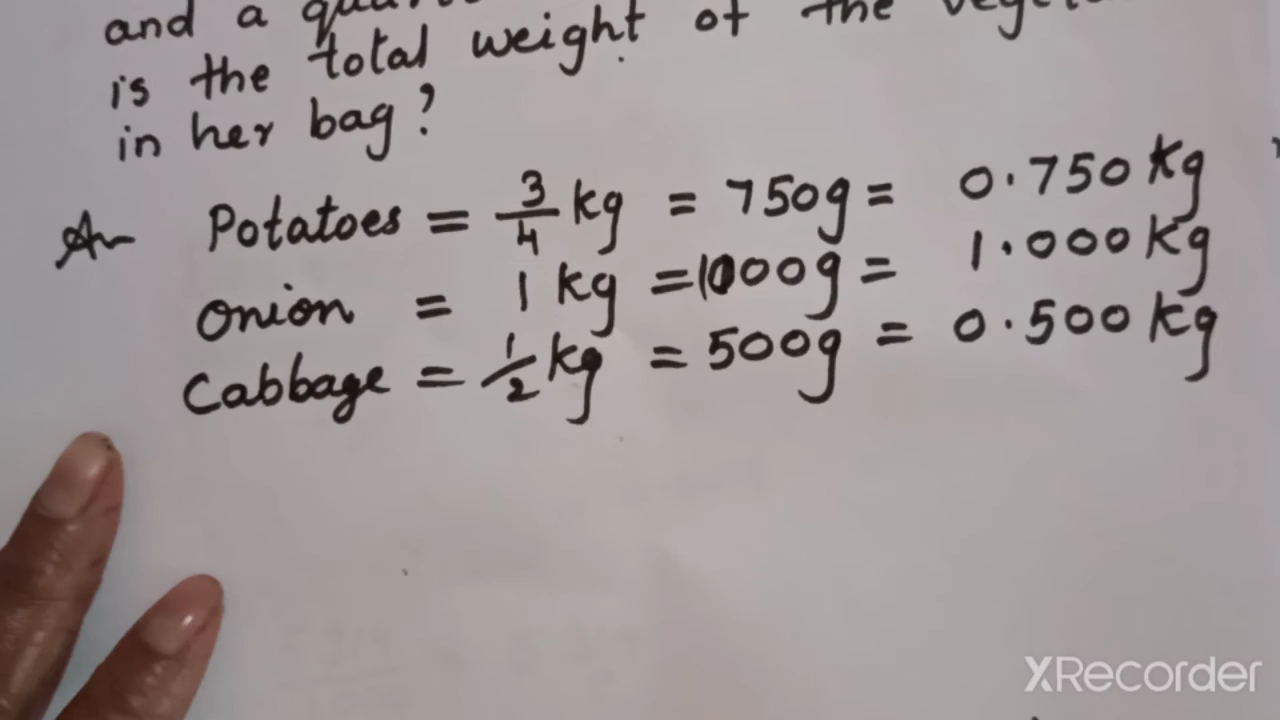 and a
is the total weight of the
in her bag?
Potatoes = 3/4 kg = 750g = 0.750 kg
Onion = 1 kg = 1000g = 1.000 kg
Cabbage = 1/2 kg = 500g = 0.500 kg
XRecorder